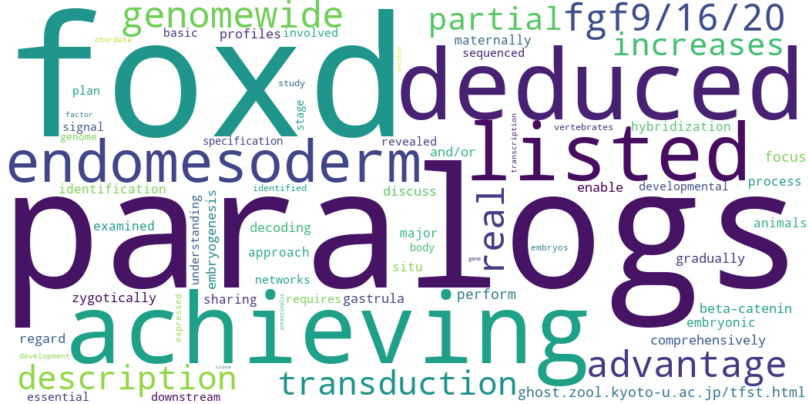 genomewide
partial
fgf9/16/20
chordate
basic
profiles
involved
maternally
increases
sequenced
foxd
deduced
plan
study
stage
factor
signal
genome
specification
revealed
transcription
vertebrates
hybridization
listed
endomesoderm
and/or
focus
identification
identified
discuss
enable
developmental
process
paralogs
real
examined
understanding
embryogenesis
decoding
major
animals
approach
body
situ
embryos
gene
gradually
networks
zygotically
sharing
requires
gastrula
perform
beta-catenin
embryonic
expressed
intestinalis
achieving
regard
comprehensively
development
ciona
advantage
description
transduction
essential
downstream
ghost.zool.kyoto-u.ac.jp/tfst.html